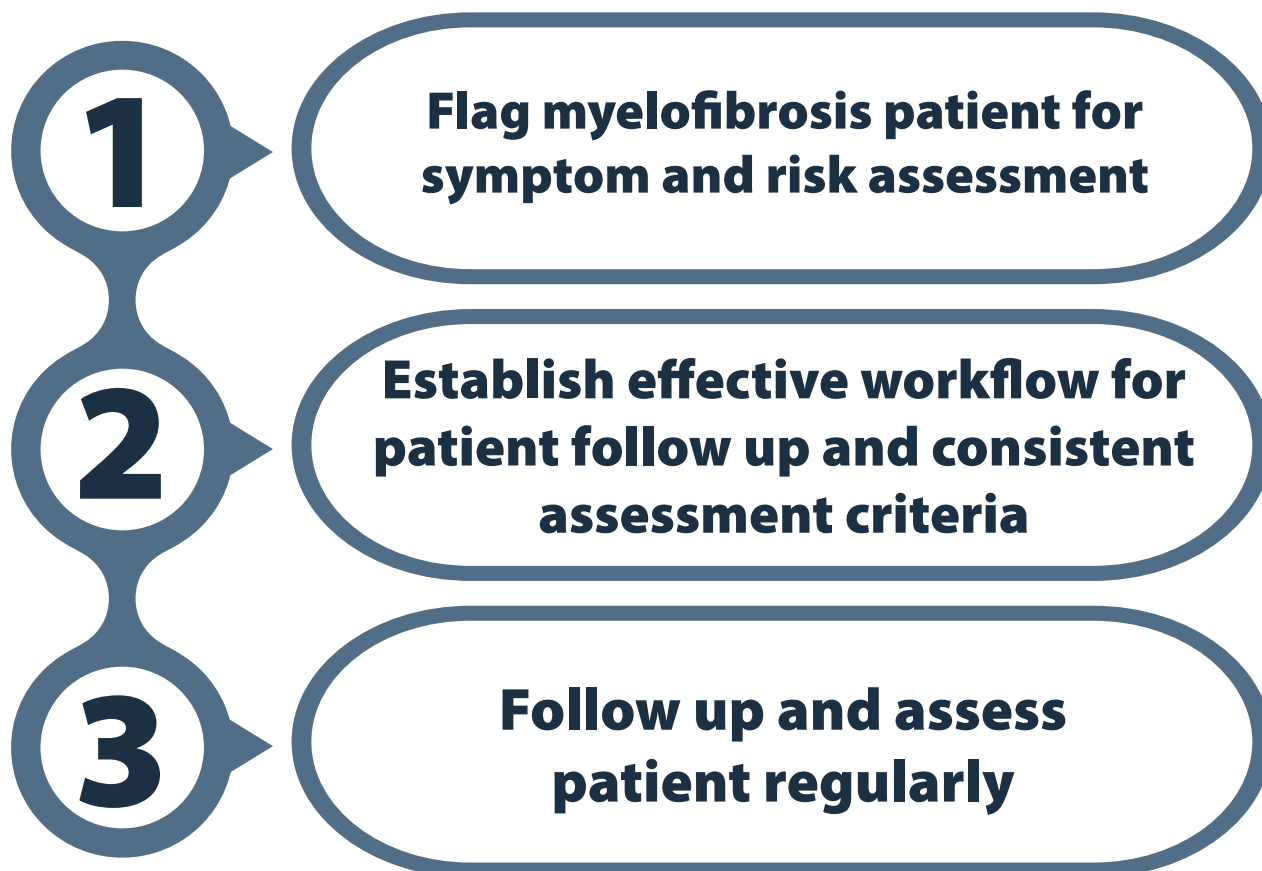 1
Flag myelofibrosis patient for
symptom and risk assessment
2
Establish effective workflow for
patient follow up and consistent
assessment criteria
3
Follow up and assess
patient regularly